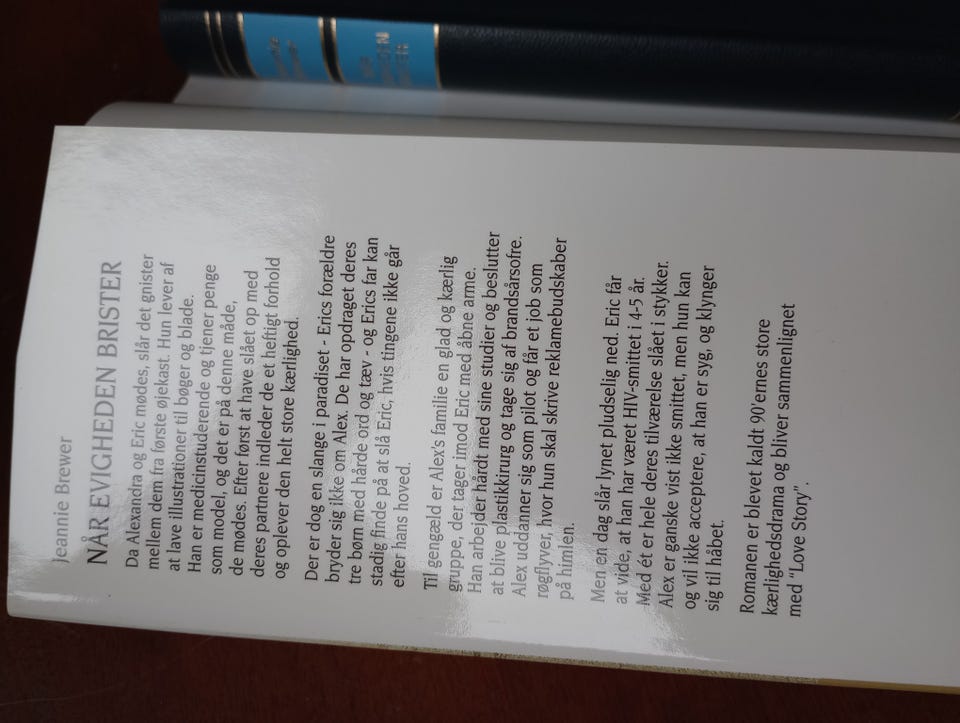 Jeannie Brewer
NÅR EVIGHEDEN BRISTER
Da Alexandra og Eric mødes, slår det gnister
mellem dem fra første øjekast. Hun lever af
at lave illustrationer til bøger og blade.
Han er medicinstuderende og tjener penge
som model, og det er på denne måde,
de mødes. Efter først at have slået op med
deres partnere indleder de et heftigt forhold
og oplever den helt store kærlighed.
Der er dog en slange i paradiset - Erics forældre
bryder sig ikke om Alex. De har opdraget deres
tre børn med hårde ord og tæv - og Erics far kan
stadig finde på at slå Eric, hvis tingene ikke går
efter hans hoved.
Til gengæld er Alex's familie en glad og kærlig
gruppe, der tager imod Eric med åbne arme.
Han arbejder hårdt med sine studier og beslutter
at blive plastikkirurg og tage sig af brandsårsofre.
Alex uddanner sig som pilot og får et job som
røgflyver, hvor hun skal skrive reklamebudskaber
på himlen.
Men en dag slår lynet pludselig ned. Eric får
at vide, at han har været HIV-smittet i 4-5 år.
Med ét er hele deres tilværelse slået i stykker.
Alex er ganske vist ikke smittet, men hun kan
og vil ikke acceptere, at han er syg, og klynger
sig til håbet.
Romanen er blevet kaldt 90'ernes store
kærlighedsdrama og bliver sammenlignet
med "Love Story".